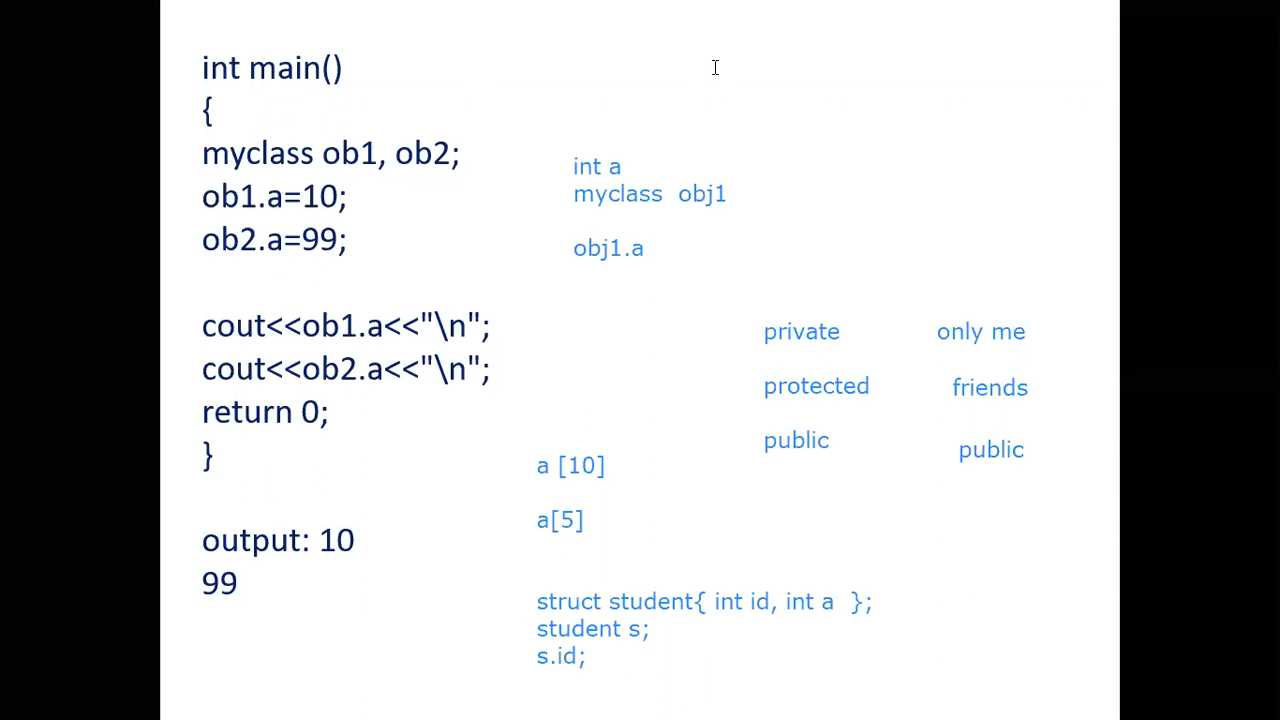 int main()
{
myclass ob1, ob2;
ob1.a=10;
ob2.a=99;
cout<<ob1.a<<"\n";
cout<<ob2.a<<"\n";
return 0;
}
output: 10
99
int a
myclass obj1
obj1.a
private only me
protected friends
public public
a [10]
a[5]
struct student{ int id, int a };
student s;
s.id;